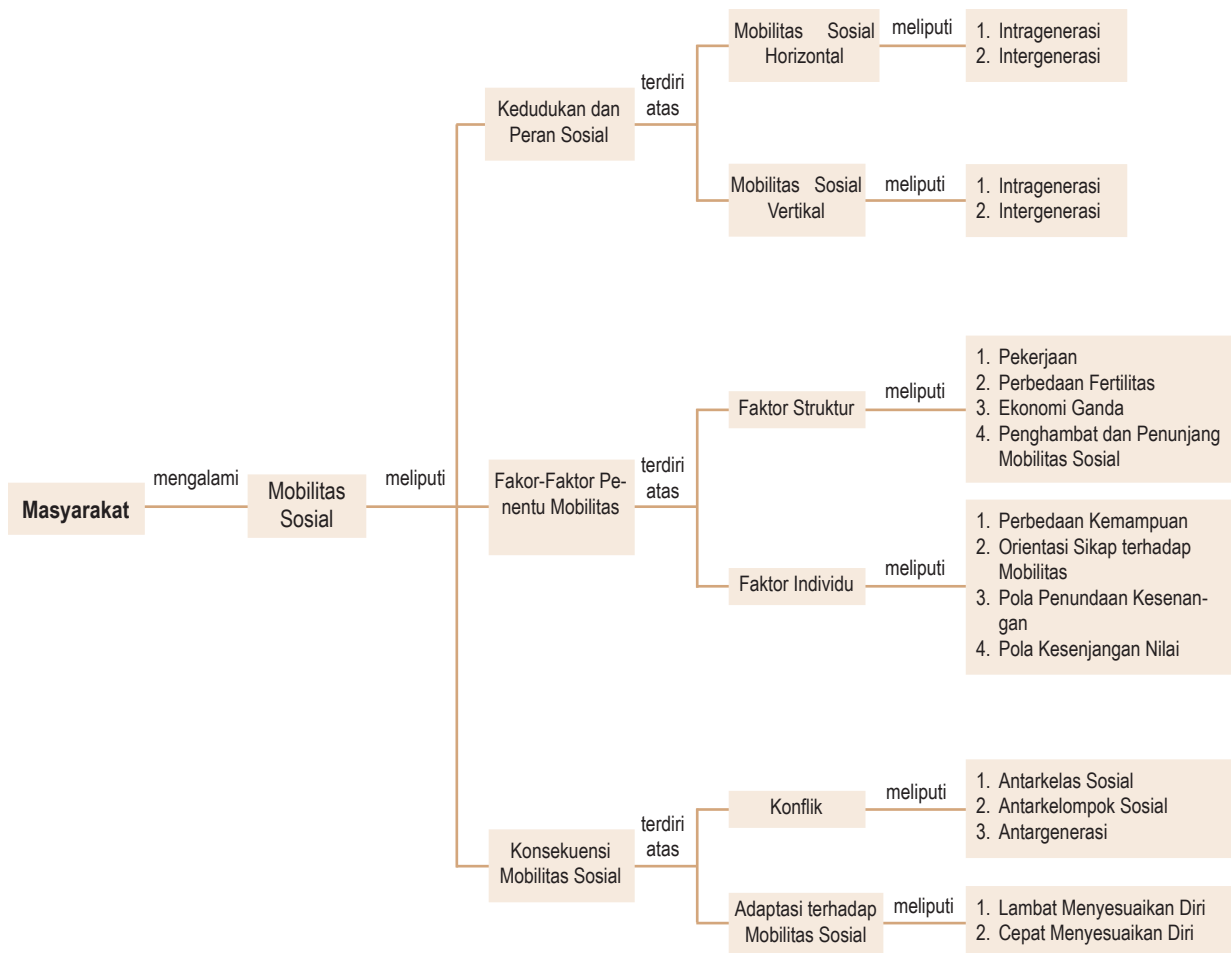 Mobilitas Sosial
Horizontal
meliputi
1. Intragenerasi
2. Intergenerasi
Kedudukan dan
Peran Sosial
terdiri
atas
Mobilitas Sosial
Vertikal
meliputi
1. Intragenerasi
2. Intergenerasi
Masyarakat
mengalami
Mobilitas
Sosial
meliputi
Fakor-Faktor Pe-
nentu Mobilitas
terdiri
atas
Faktor Struktur
meliputi
1. Pekerjaan
2. Perbedaan Fertilitas
3. Ekonomi Ganda
4. Penghambat dan Penunjang
Mobilitas Sosial
Faktor Individu
meliputi
1. Perbedaan Kemampuan
2. Orientasi Sikap terhadap
Mobilitas
3. Pola Penundaan Kesenan-
gan
4. Pola Kesenjangan Nilai
Konsekuensi
Mobilitas Sosial
terdiri
atas
Konflik
meliputi
1. Antarkelas Sosial
2. Antarkelompok Sosial
3. Antargenerasi
Adaptasi terhadap
Mobilitas Sosial
meliputi
1. Lambat Menyesuaikan Diri
2. Cepat Menyesuaikan Diri